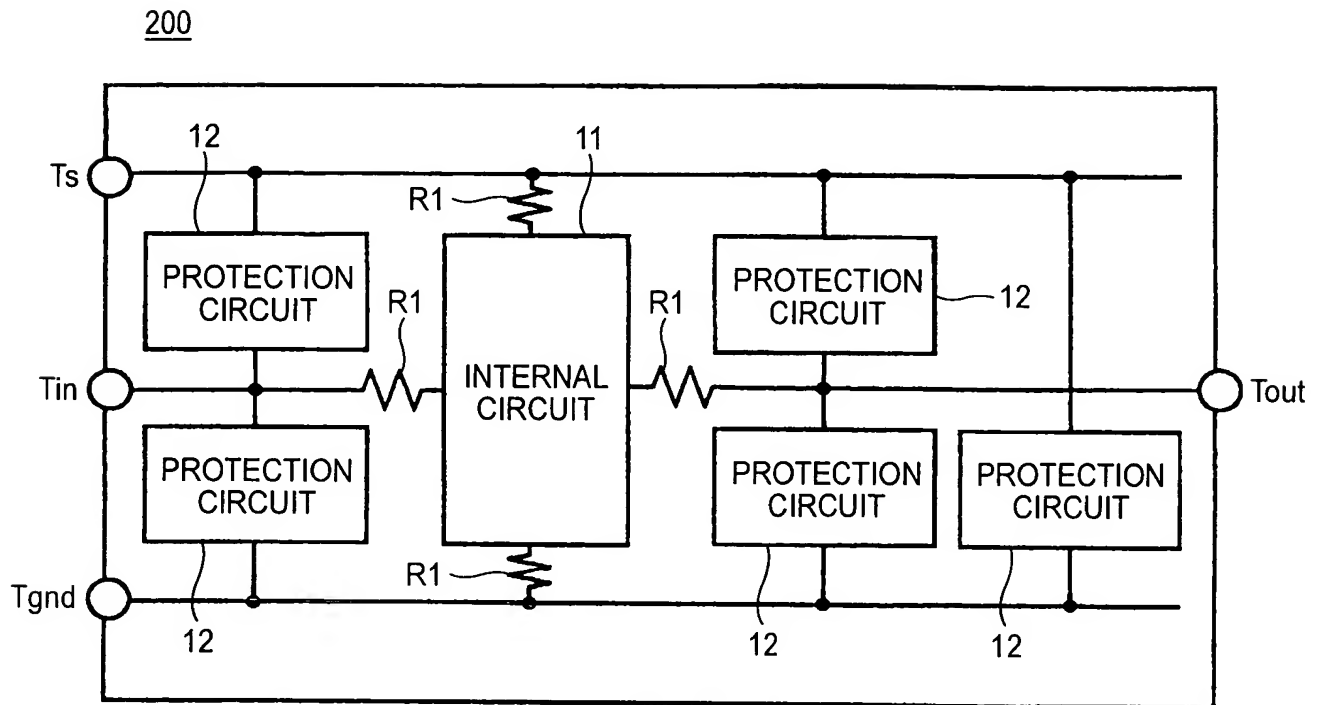 200
12
11
Ts
R1
PROTECTION
CIRCUIT
PROTECTION
CIRCUIT
12
R1
R1
Tin
INTERNAL
CIRCUIT
Tout
PROTECTION
CIRCUIT
PROTECTION
CIRCUIT
PROTECTION
CIRCUIT
R1
Tgnd
12
12
12